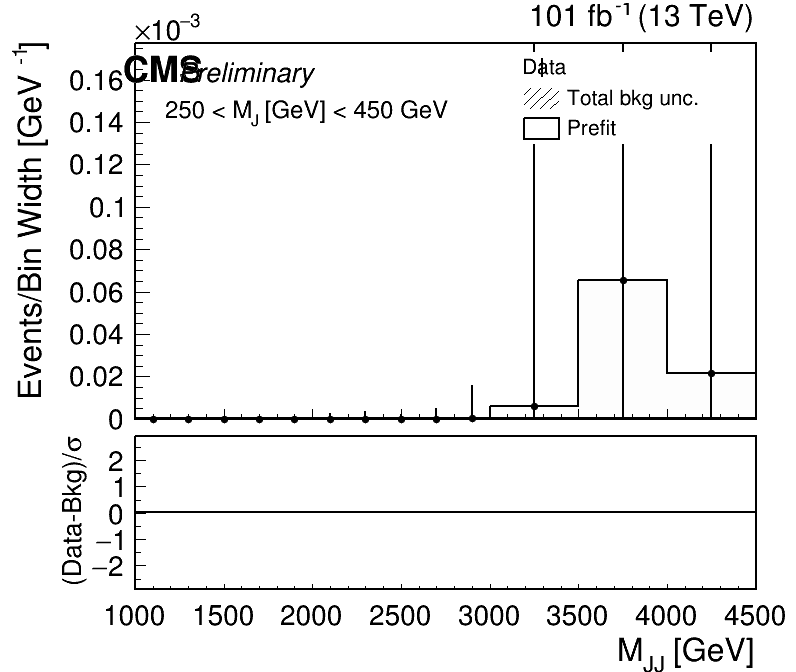 ×10⁻³
101 fb⁻¹ (13 TeV)
CMS Preliminary
250 < M_J [GeV] < 450 GeV
Data
Total bkg unc.
Prefit
Events/Bin Width [GeV⁻¹]
0.16
0.14
0.12
0.1
0.08
0.06
0.04
0.02
0
(Data-Bkg)/σ
2
1
0
−1
−2
1000 1500 2000 2500 3000 3500 4000 4500
M_JJ [GeV]